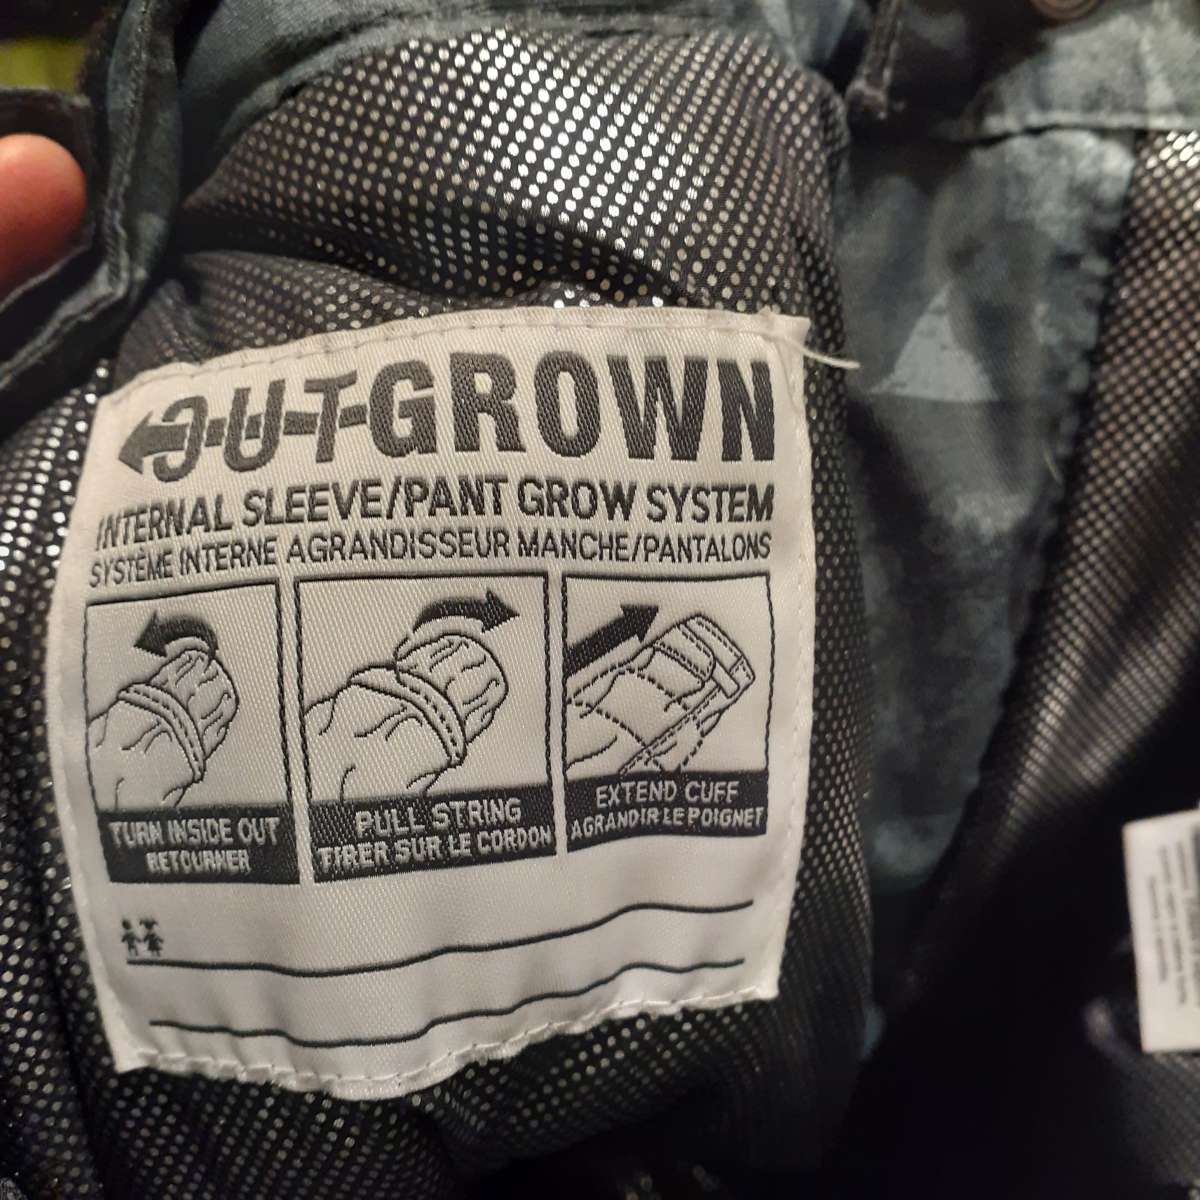 OUTGROWN
INTERNAL SLEEVE/PANT GROW SYSTEM
SYSTÈME INTERNE AGRANDISSEUR MANCHE/PANTALONS
TURN INSIDE OUT
RETOURNER
PULL STRING
TIRER SUR LE CORDON
EXTEND CUFF
AGRANDIR LE POIGNET